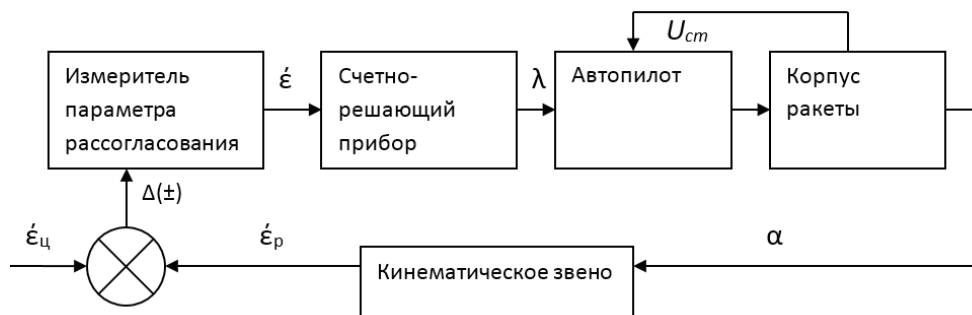 U_ст
Измеритель
параметра
рассогласования
έ
Счетно-
решающий
прибор
λ
Автопилот
Корпус
ракеты
Δ(±)
έ_ц
έ_р
α
Кинематическое звено